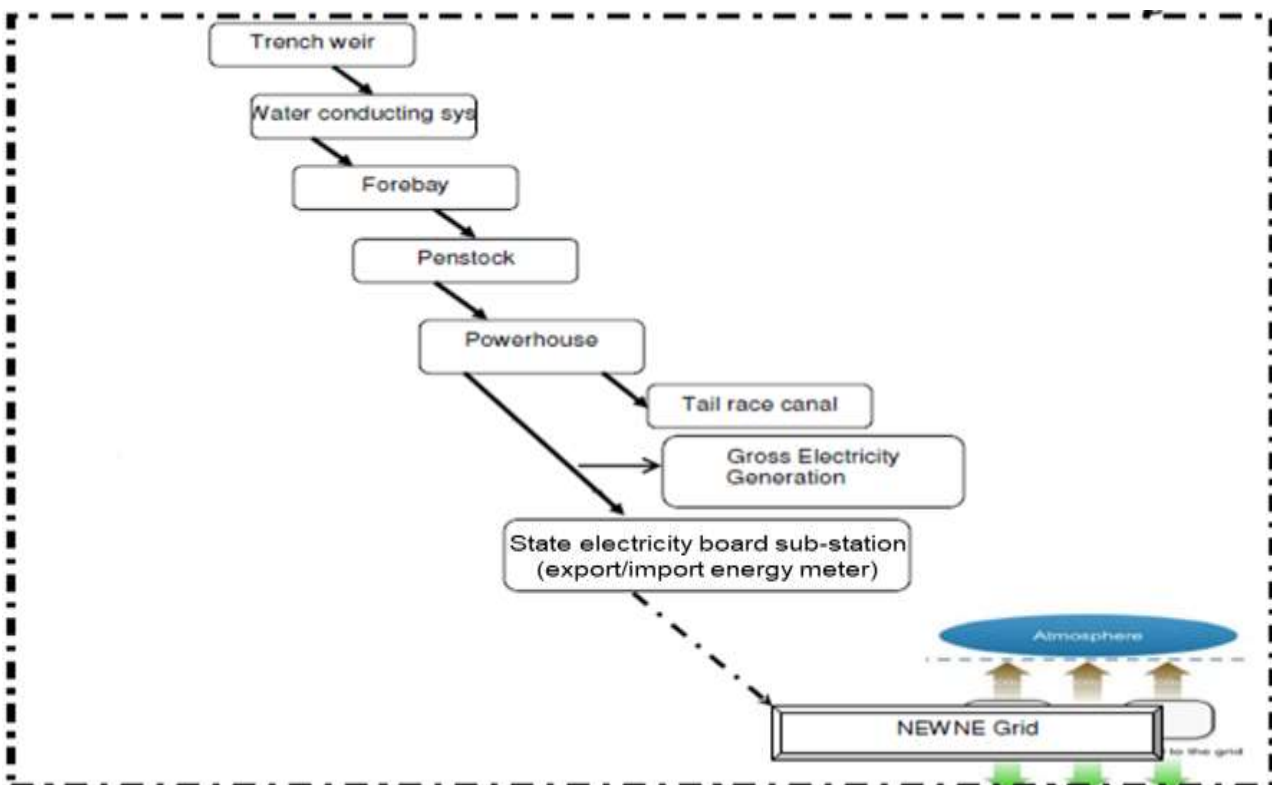 Trench weir
Water conducting sys
Forebay
Penstock
Powerhouse
Tail race canal
Gross Electricity
Generation
State electricity board sub-station
(export/import energy meter)
Atmosphere
NEWNE Grid
to the grid